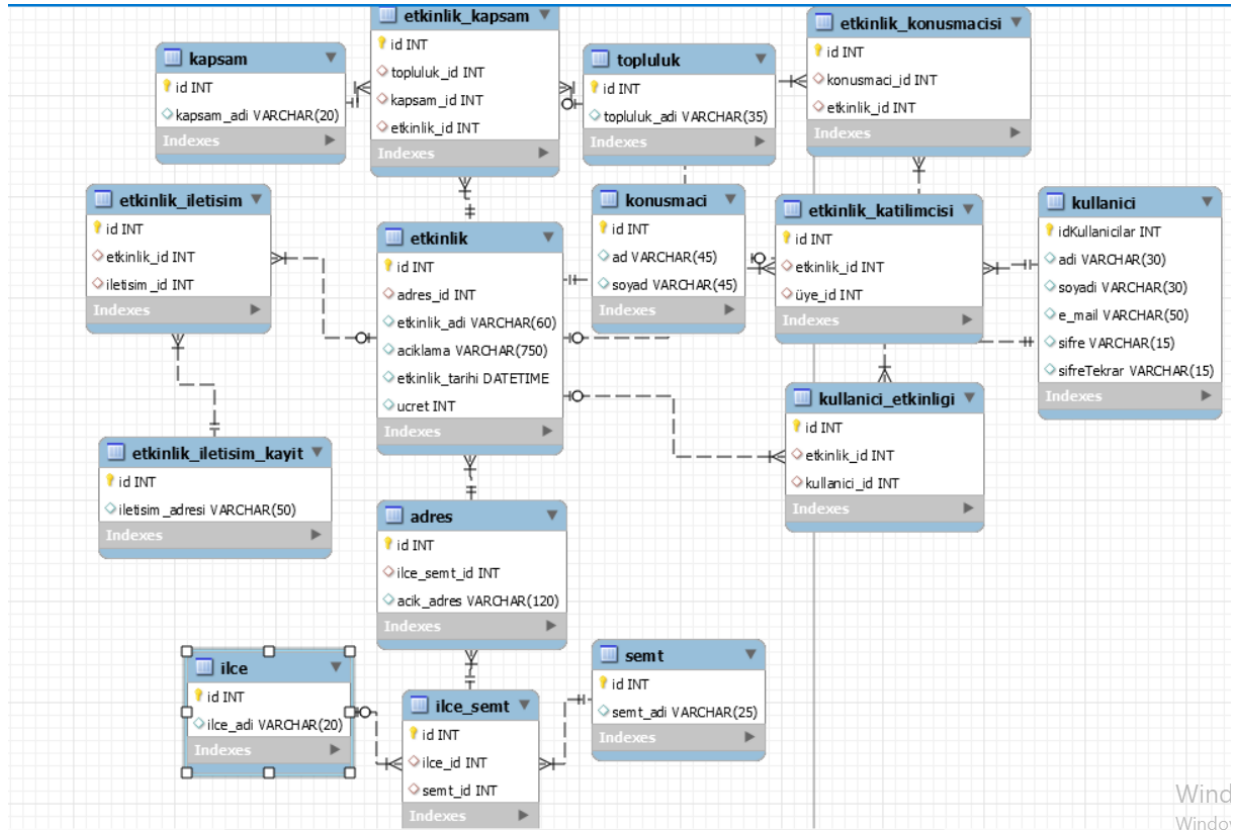 etkinlik_kapsam
id INT
topluluk_id INT
kapsam_id INT
etkinlik_id INT
Indexes
etkinlik_konusmacisi
id INT
konusmaci_id INT
etkinlik_id INT
Indexes
kapsam
id INT
kapsam_adi VARCHAR(20)
Indexes
topluluk
id INT
topluluk_adi VARCHAR(35)
Indexes
etkinlik_iletisim
id INT
etkinlik_id INT
iletisim_id INT
Indexes
etkinlik
id INT
adres_id INT
etkinlik_adi VARCHAR(60)
aciklama VARCHAR(750)
etkinlik_tarihi DATETIME
ucret INT
Indexes
konusmaci
id INT
ad VARCHAR(45)
soyad VARCHAR(45)
Indexes
etkinlik_katilimcisi
id INT
etkinlik_id INT
üye_id INT
Indexes
kullanici
idKullanicilar INT
adi VARCHAR(30)
soyadi VARCHAR(30)
e_mail VARCHAR(50)
sifre VARCHAR(15)
sifreTekrar VARCHAR(15)
Indexes
kullanici_etkinligi
id INT
etkinlik_id INT
kullanici_id INT
Indexes
etkinlik_iletisim_kayit
id INT
iletisim_adresi VARCHAR(50)
Indexes
adres
id INT
ilce_semt_id INT
acik_adres VARCHAR(120)
Indexes
ilce
id INT
ilce_adi VARCHAR(20)
Indexes
ilce_semt
id INT
ilce_id INT
semt_id INT
Indexes
semt
id INT
semt_adi VARCHAR(25)
Indexes
Wind
Window